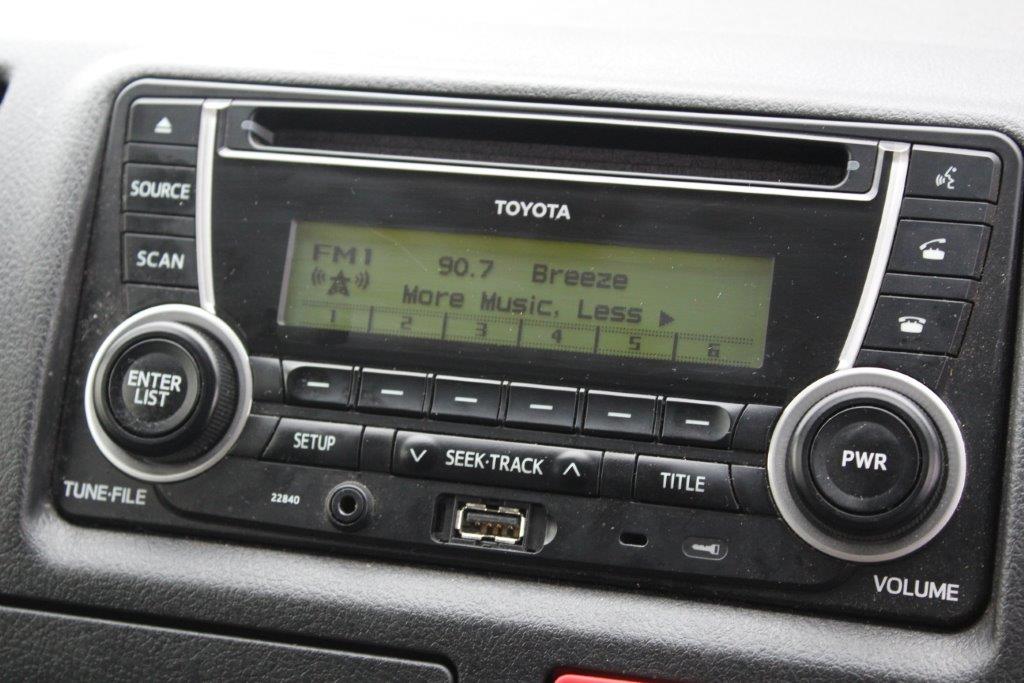 SOURCE
SCAN
TOYOTA
FM1 90.7 Breeze
More Music, Less
1 2 3 4 5 6
ENTER
LIST
TUNE·FILE
SETUP
SEEK·TRACK
TITLE
22840
PWR
VOLUME